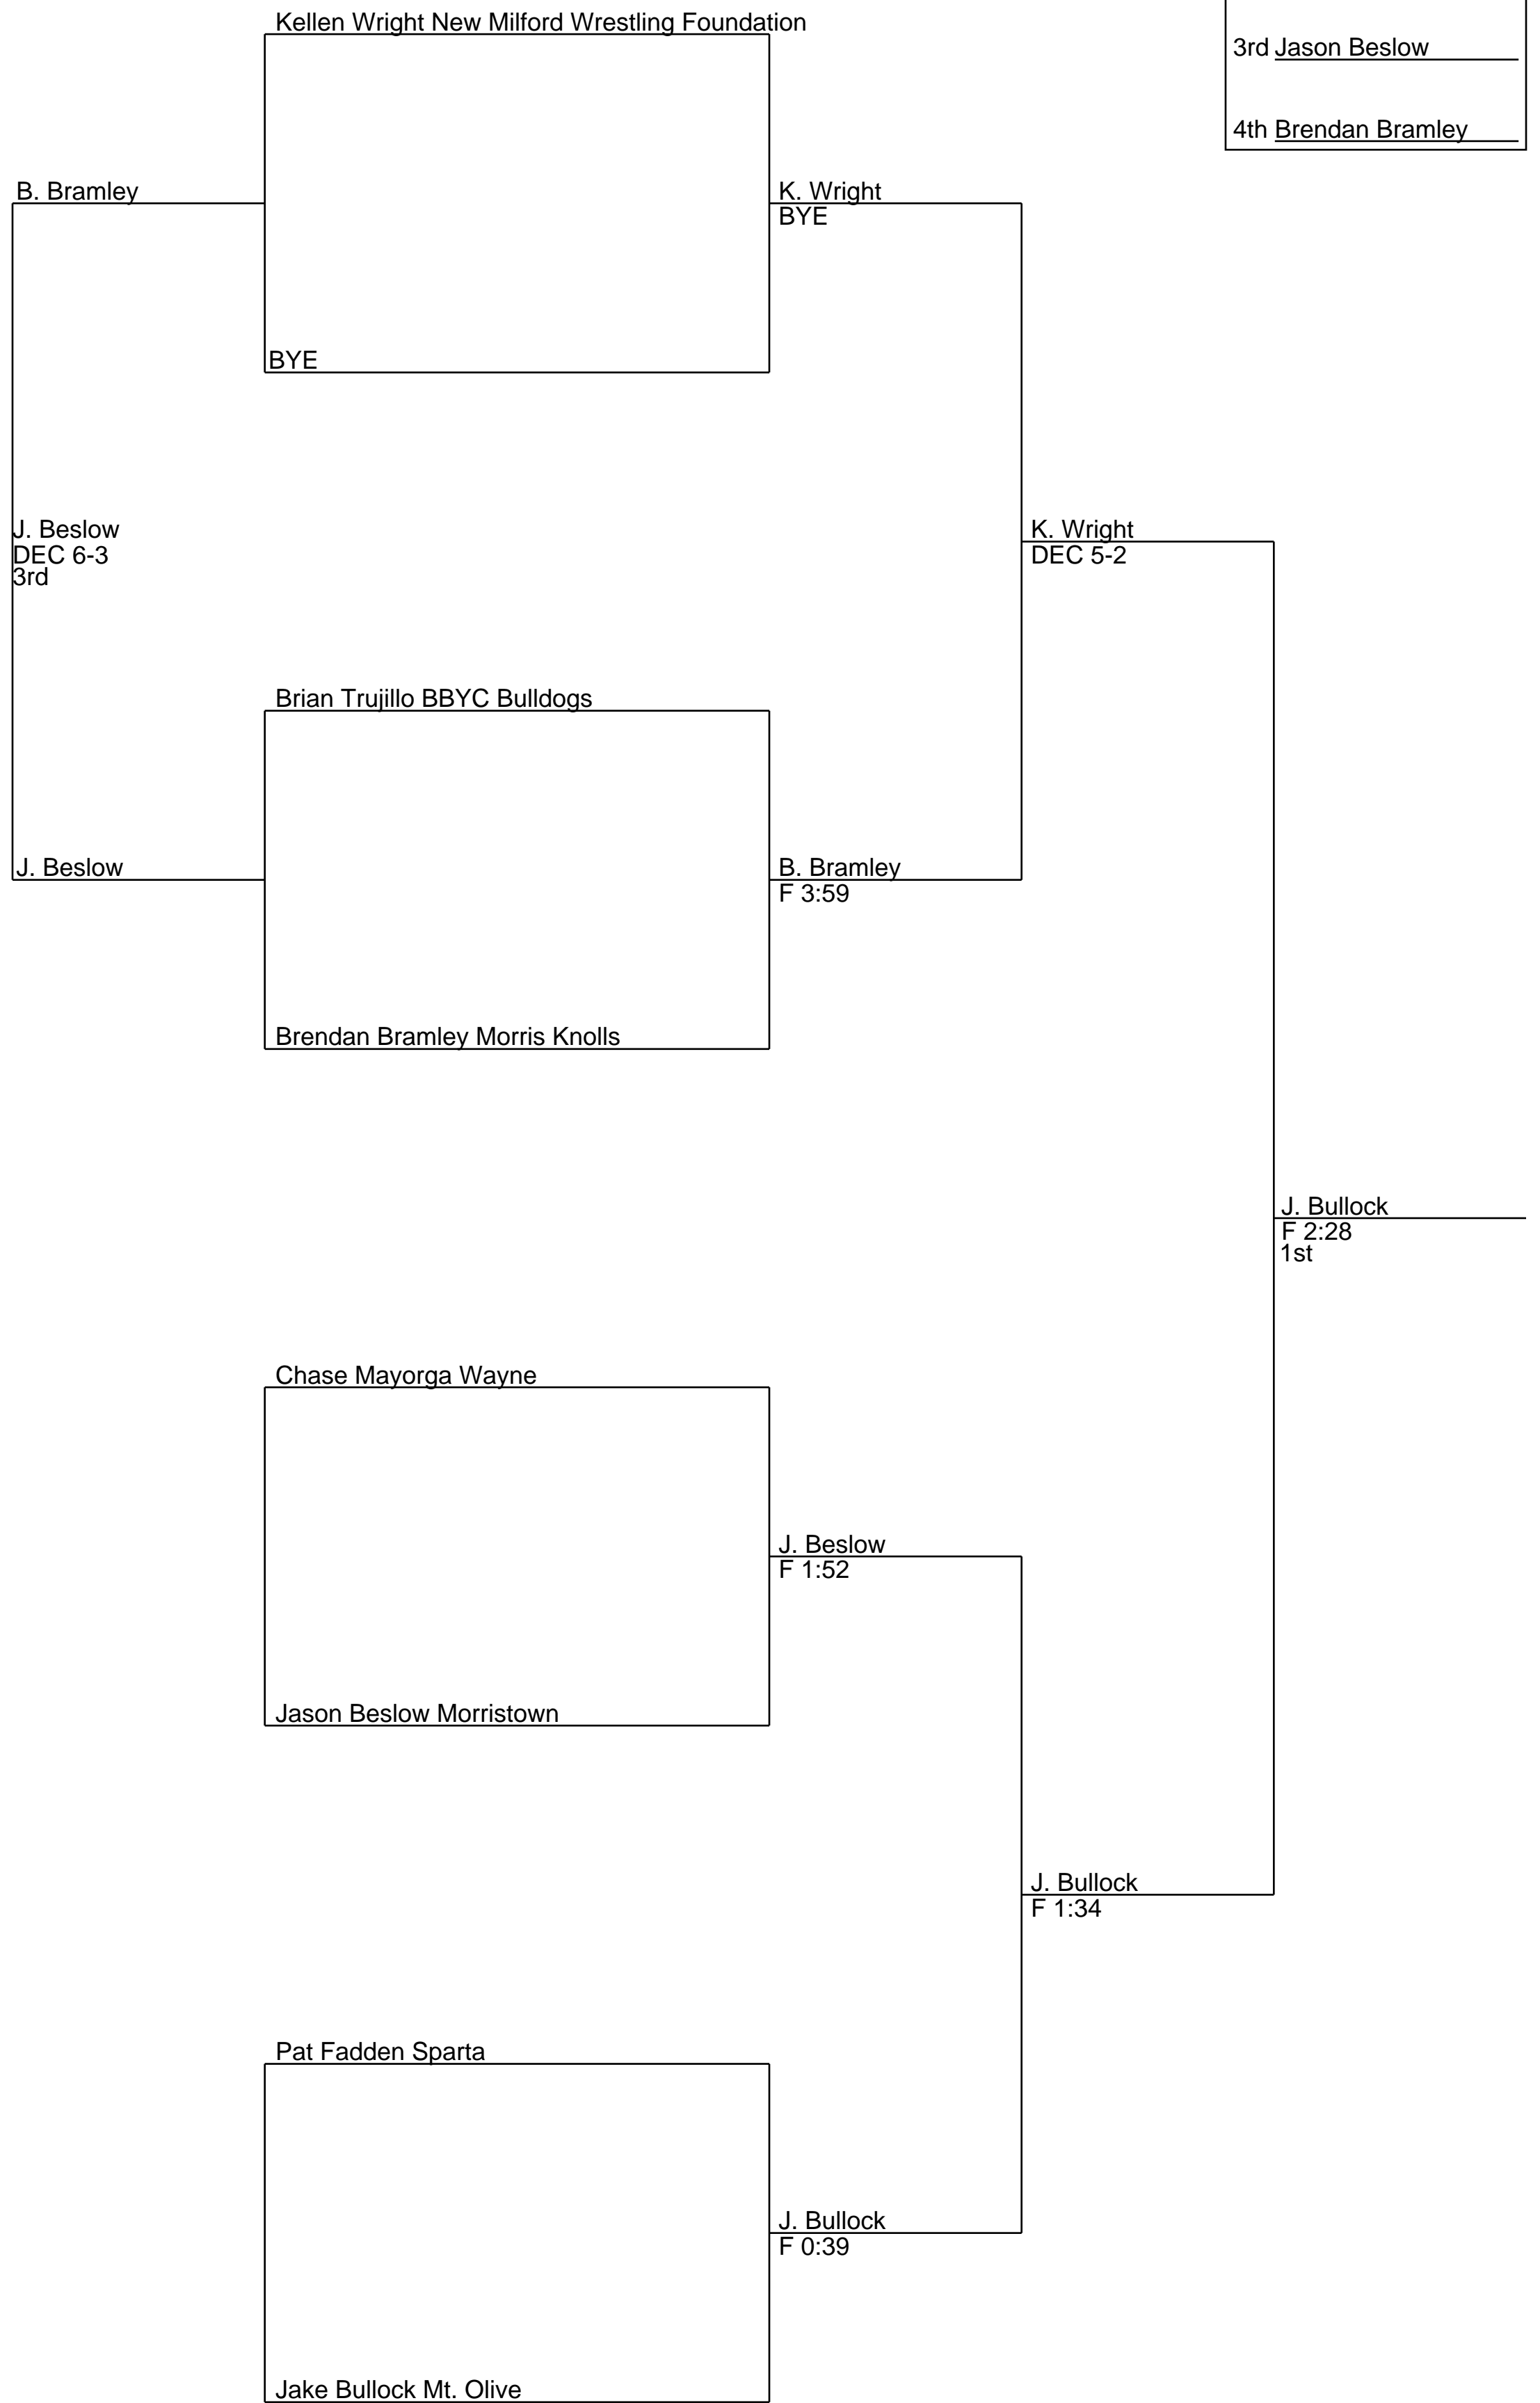 Kellen Wright New Milford Wrestling Foundation
3rd Jason Beslow
4th Brendan Bramley
B. Bramley
K. Wright
BYE
BYE
J. Beslow
DEC 6-3
3rd
K. Wright
DEC 5-2
Brian Trujillo BBYC Bulldogs
J. Beslow
B. Bramley
F 3:59
Brendan Bramley Morris Knolls
J. Bullock
F 2:28
1st
Chase Mayorga Wayne
J. Beslow
F 1:52
Jason Beslow Morristown
J. Bullock
F 1:34
Pat Fadden Sparta
J. Bullock
F 0:39
Jake Bullock Mt. Olive